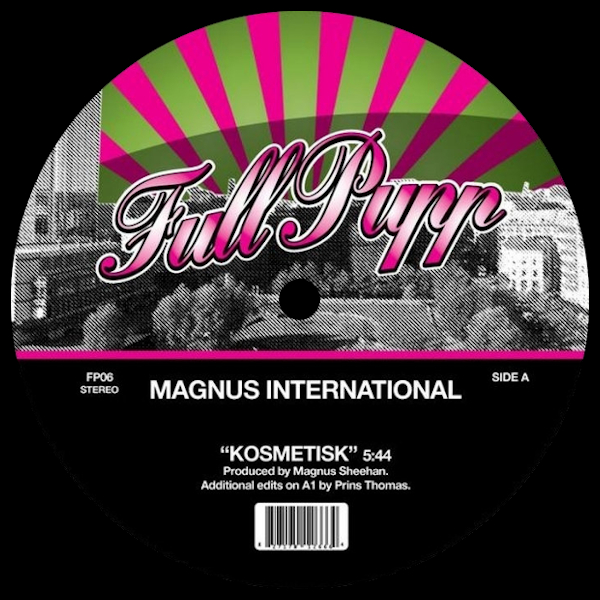 Full Pupp
FP06
STEREO
MAGNUS INTERNATIONAL
SIDE A
“KOSMETISK” 5:44
Produced by Magnus Sheehan.
Additional edits on A1 by Prins Thomas.